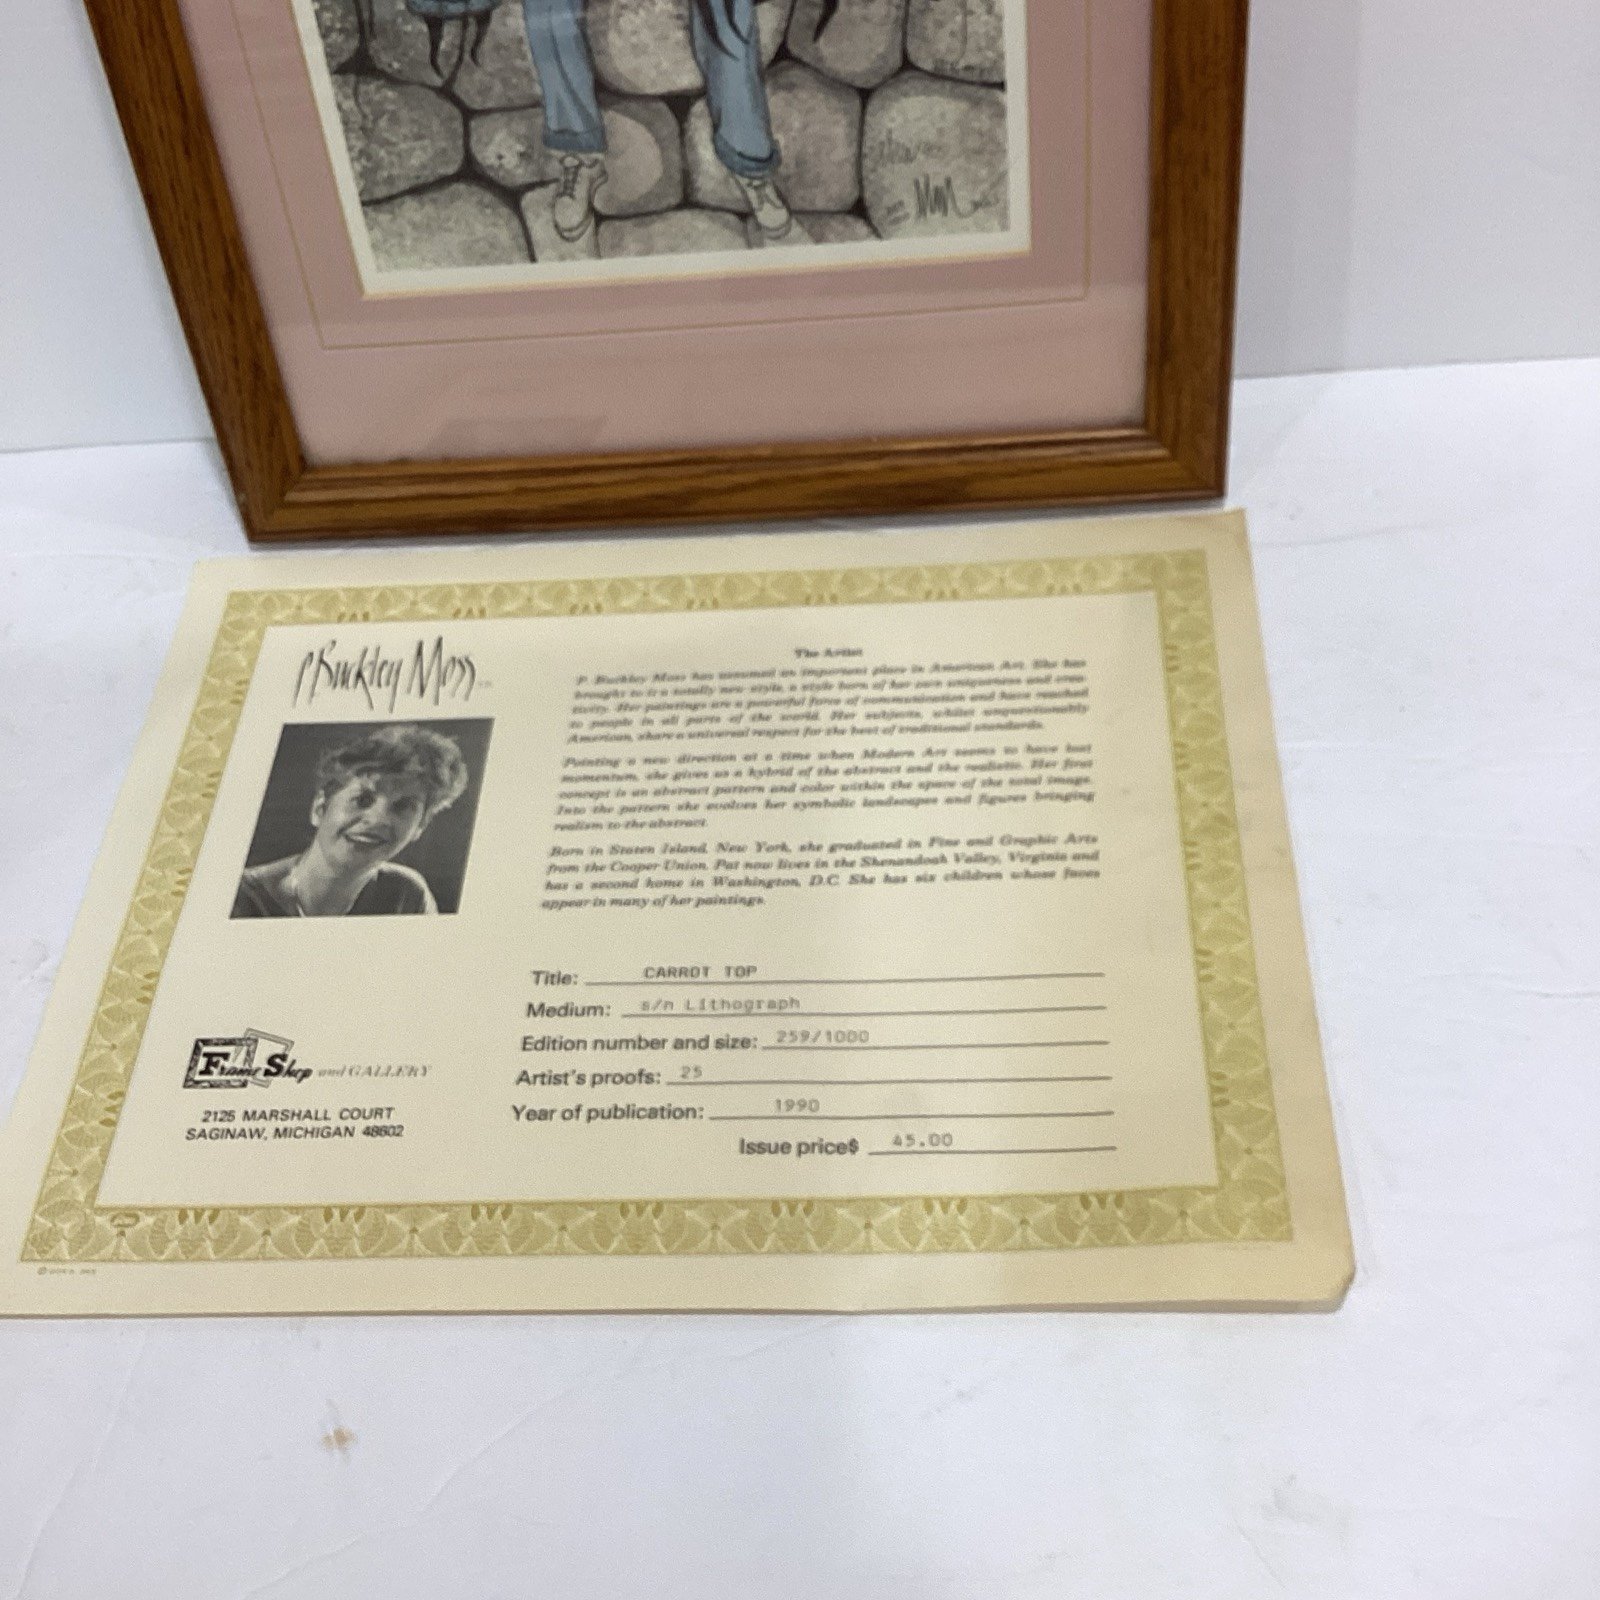 P Buckley Moss
The Artist
P. Buckley Moss has assumed an important place in American Art. She has
brought to it a totally new style, a style born of her own uniqueness and crea-
tivity. Her paintings are a powerful force of communication and have reached
to people in all parts of the world. Her subjects, whilst unquestionably
American, share a universal respect for the best of traditional standards.
Pointing a new direction at a time when Modern Art seems to have lost
momentum, she gives us a hybrid of the abstract and the realistic. Her first
concept is an abstract pattern and color within the space of the total image.
Into the pattern she evolves her symbolic landscapes and figures bringing
realism to the abstract.
Born in Staten Island, New York, she graduated in Fine and Graphic Arts
from the Cooper Union. Pat now lives in the Shenandoah Valley, Virginia and
has a second home in Washington, D.C. She has six children whose faces
appear in many of her paintings.
Title: CARROT TOP
Medium: s/n LIthograph
Edition number and size: 259/1000
Artist's proofs: 25
Year of publication: 1990
Issue price$ 45.00
Frame Shop and GALLERY
2125 MARSHALL COURT
SAGINAW, MICHIGAN 48602